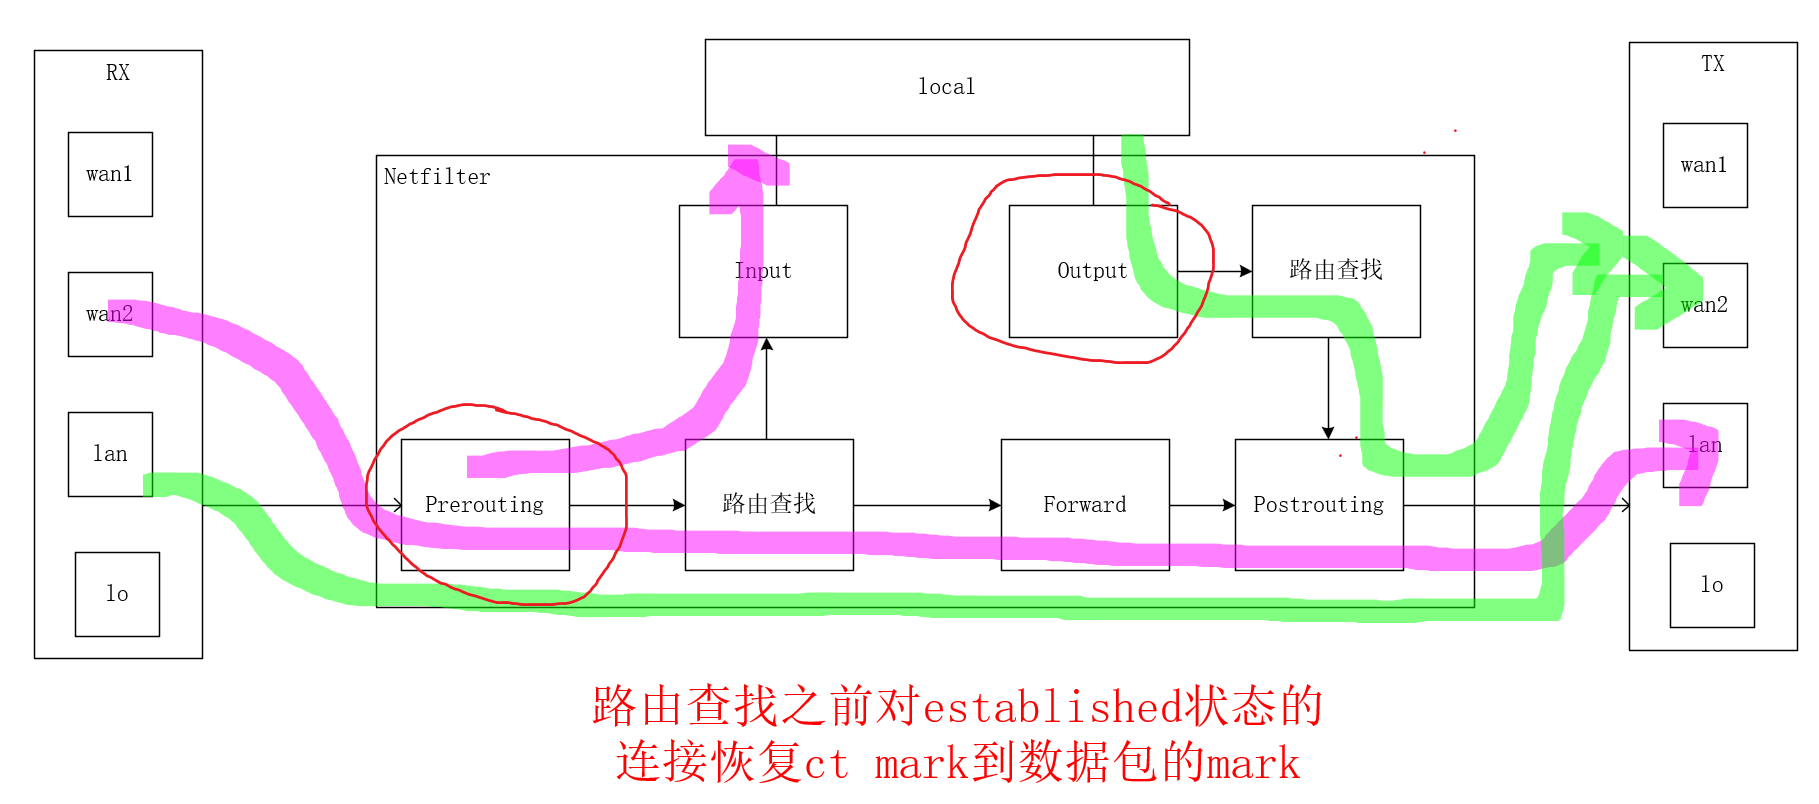 RX
wan1
wan2
lan
lo
local
Netfilter
Input
Output
路由查找
Prerouting
路由查找
Forward
Postrouting
TX
wan1
wan2
lan
lo
路由查找之前对established状态的
连接恢复ct mark到数据包的mark